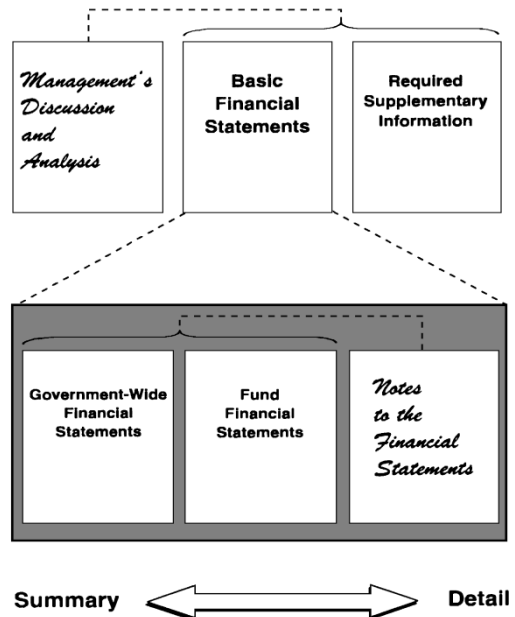 Management's
Discussion
and
Analysis
Basic
Financial
Statements
Required
Supplementary
Information
Government-Wide
Financial
Statements
Fund
Financial
Statements
Notes
to the
Financial
Statements
Summary
Detail